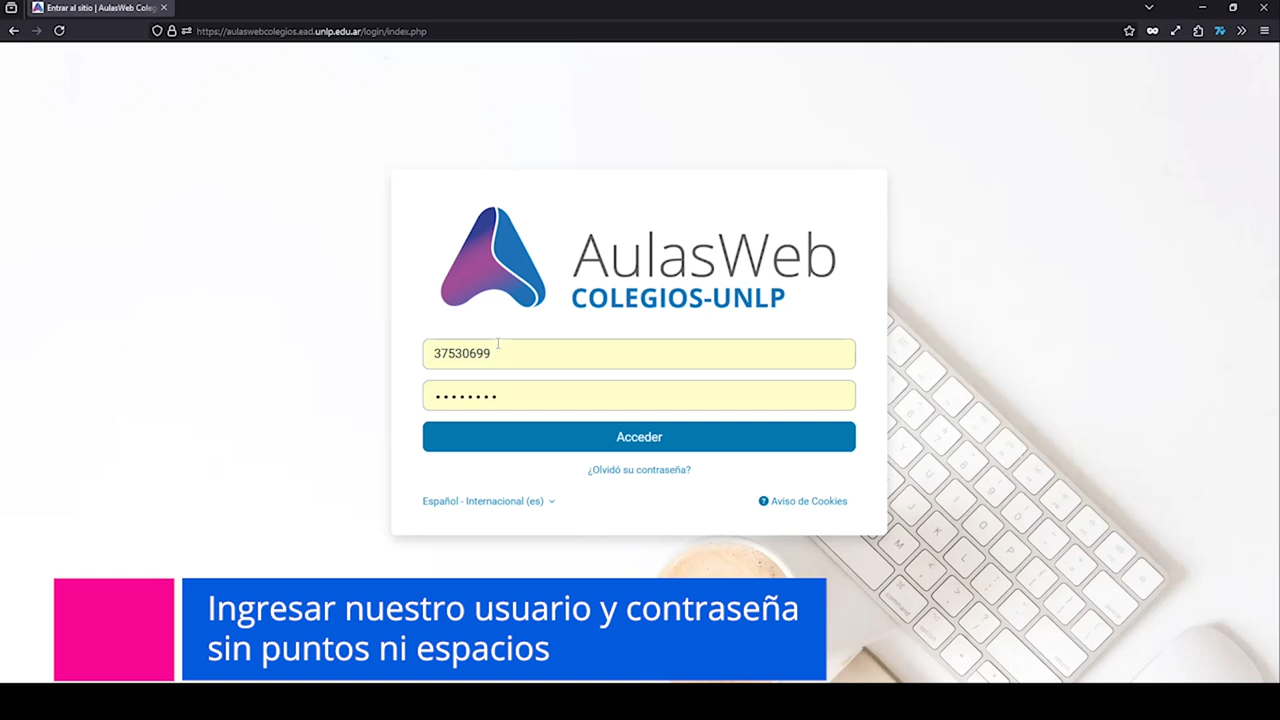 Entrar al sitio | AulasWeb Coleg
https://aulaswebcolegios.ead.unlp.edu.ar/login/index.php
AulasWeb
COLEGIOS-UNLP
37530699
••••••••
Acceder
¿Olvidó su contraseña?
Español - Internacional (es)
? Aviso de Cookies
Ingresar nuestro usuario y contraseña
sin puntos ni espacios